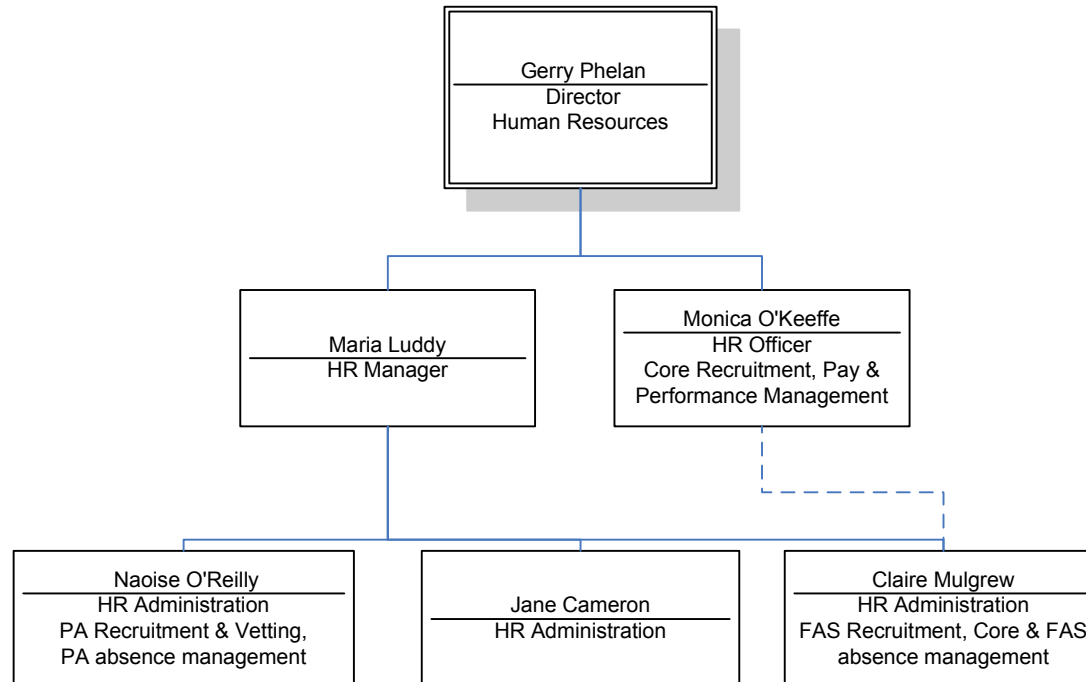 Gerry Phelan
Director
Human Resources
Maria Luddy
HR Manager
Monica O'Keeffe
HR Officer
Core Recruitment, Pay &
Performance Management
Naoise O'Reilly
HR Administration
PA Recruitment & Vetting,
PA absence management
Jane Cameron
HR Administration
Claire Mulgrew
HR Administration
FAS Recruitment, Core & FAS
absence management